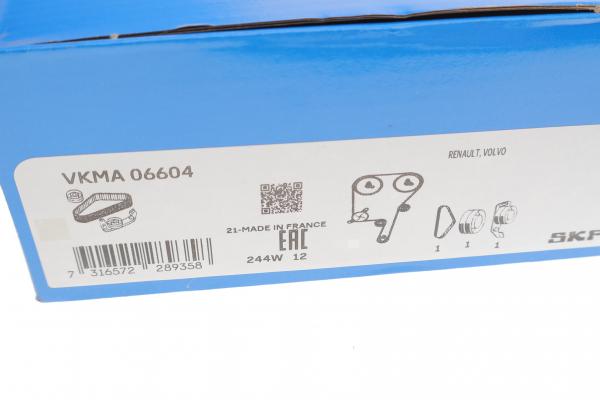 VKMA 06604
RENAULT, VOLVO
21-MADE IN FRANCE
EAC
244W 12
7 316572 289358
1 1 1
SKF